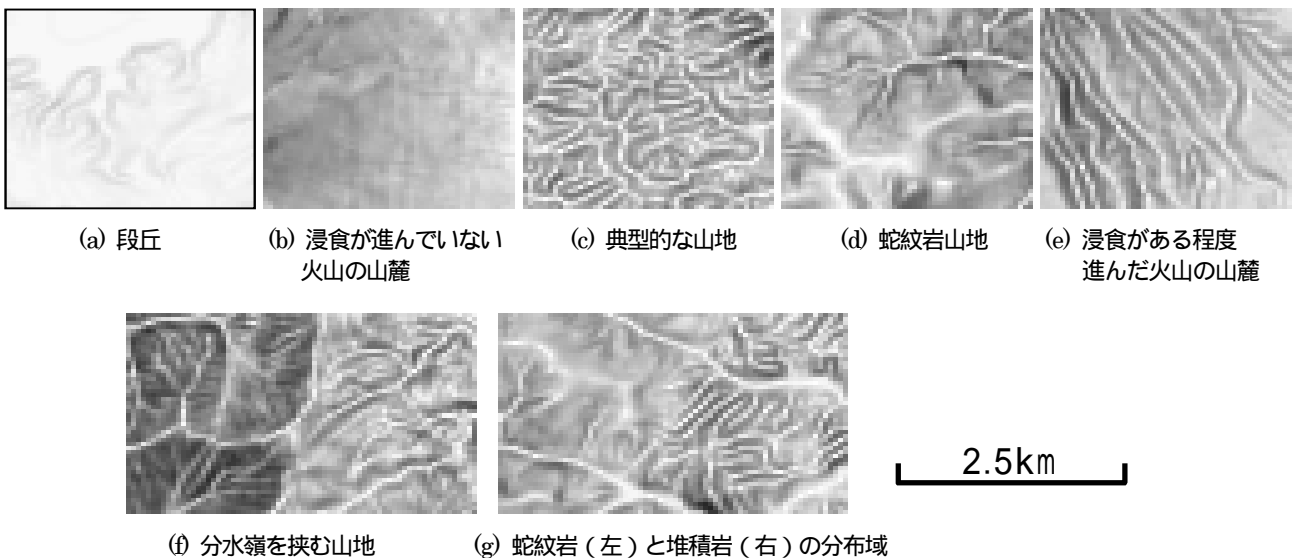 (a) 段丘
(b) 浸食が進んでいない
火山の山麓
(c) 典型的な山地
(d) 蛇紋岩山地
(e) 浸食がある程度
進んだ火山の山麓
(f) 分水嶺を挟む山地
(g) 蛇紋岩(左)と堆積岩(右)の分布域
2.5km